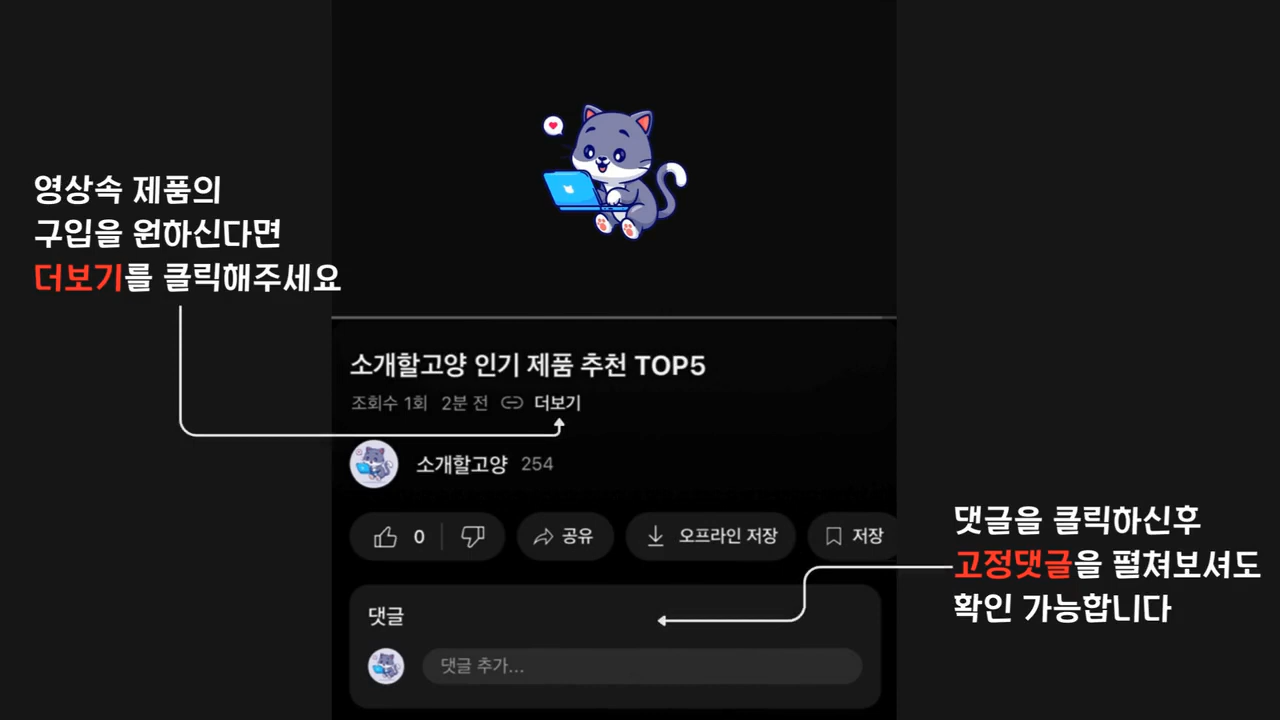 영상속 제품의
구입을 원하신다면
더보기를 클릭해주세요
소개할고양 인기 제품 추천 TOP5
조회수 1회 2분 전 더보기
소개할고양 254
0 공유 오프라인 저장 저장
댓글
댓글 추가...
댓글을 클릭하신후
고정댓글을 펼쳐보셔도
확인 가능합니다